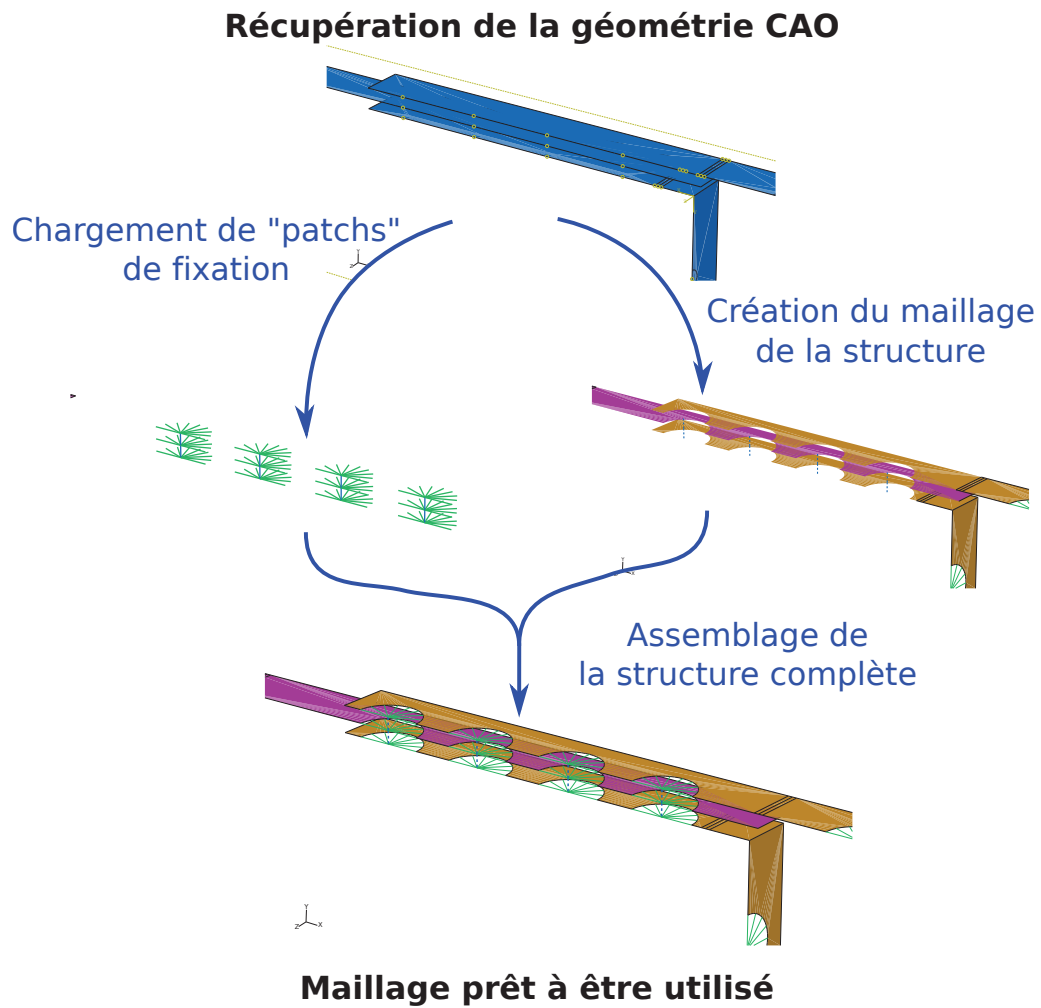 Récupération de la géométrie CAO
Chargement de "patchs"
de fixation
Création du maillage
de la structure
Assemblage de
la structure complète
Y
Z
X
Maillage prêt à être utilisé